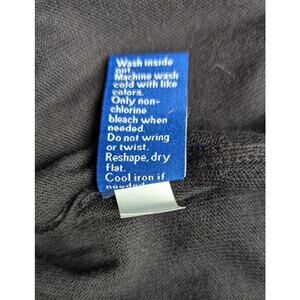 Wash inside
out.
Machine wash
cold with like
colors.
Only non-
chlorine
bleach when
needed.
Do not wring
or twist.
Reshape, dry
flat.
Cool iron if
needed.